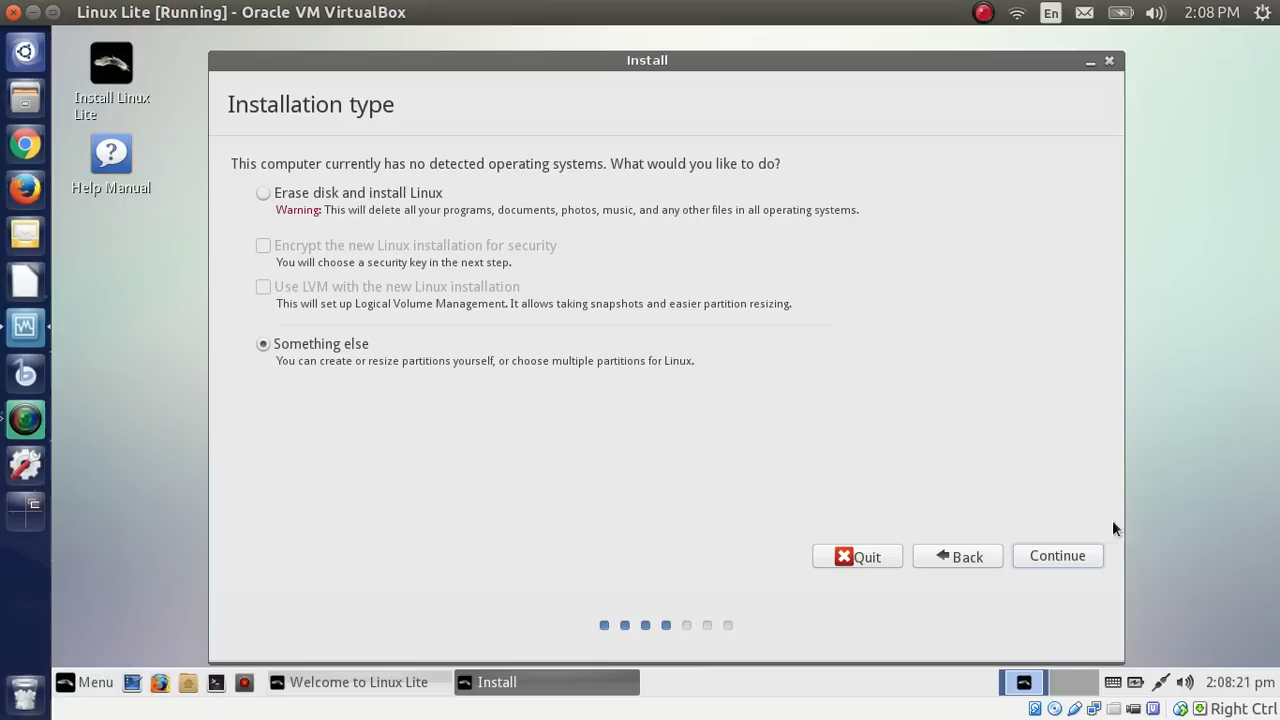 Linux Lite [Running] - Oracle VM VirtualBox
En
2:08 PM
Install Linux
Lite
Help Manual
Install
Installation type
This computer currently has no detected operating systems. What would you like to do?
Erase disk and install Linux
Warning: This will delete all your programs, documents, photos, music, and any other files in all operating systems.
Encrypt the new Linux installation for security
You will choose a security key in the next step.
Use LVM with the new Linux installation
This will set up Logical Volume Management. It allows taking snapshots and easier partition resizing.
Something else
You can create or resize partitions yourself, or choose multiple partitions for Linux.
Quit
Back
Continue
Menu
Welcome to Linux Lite
Install
2:08:21 pm
Right Ctrl